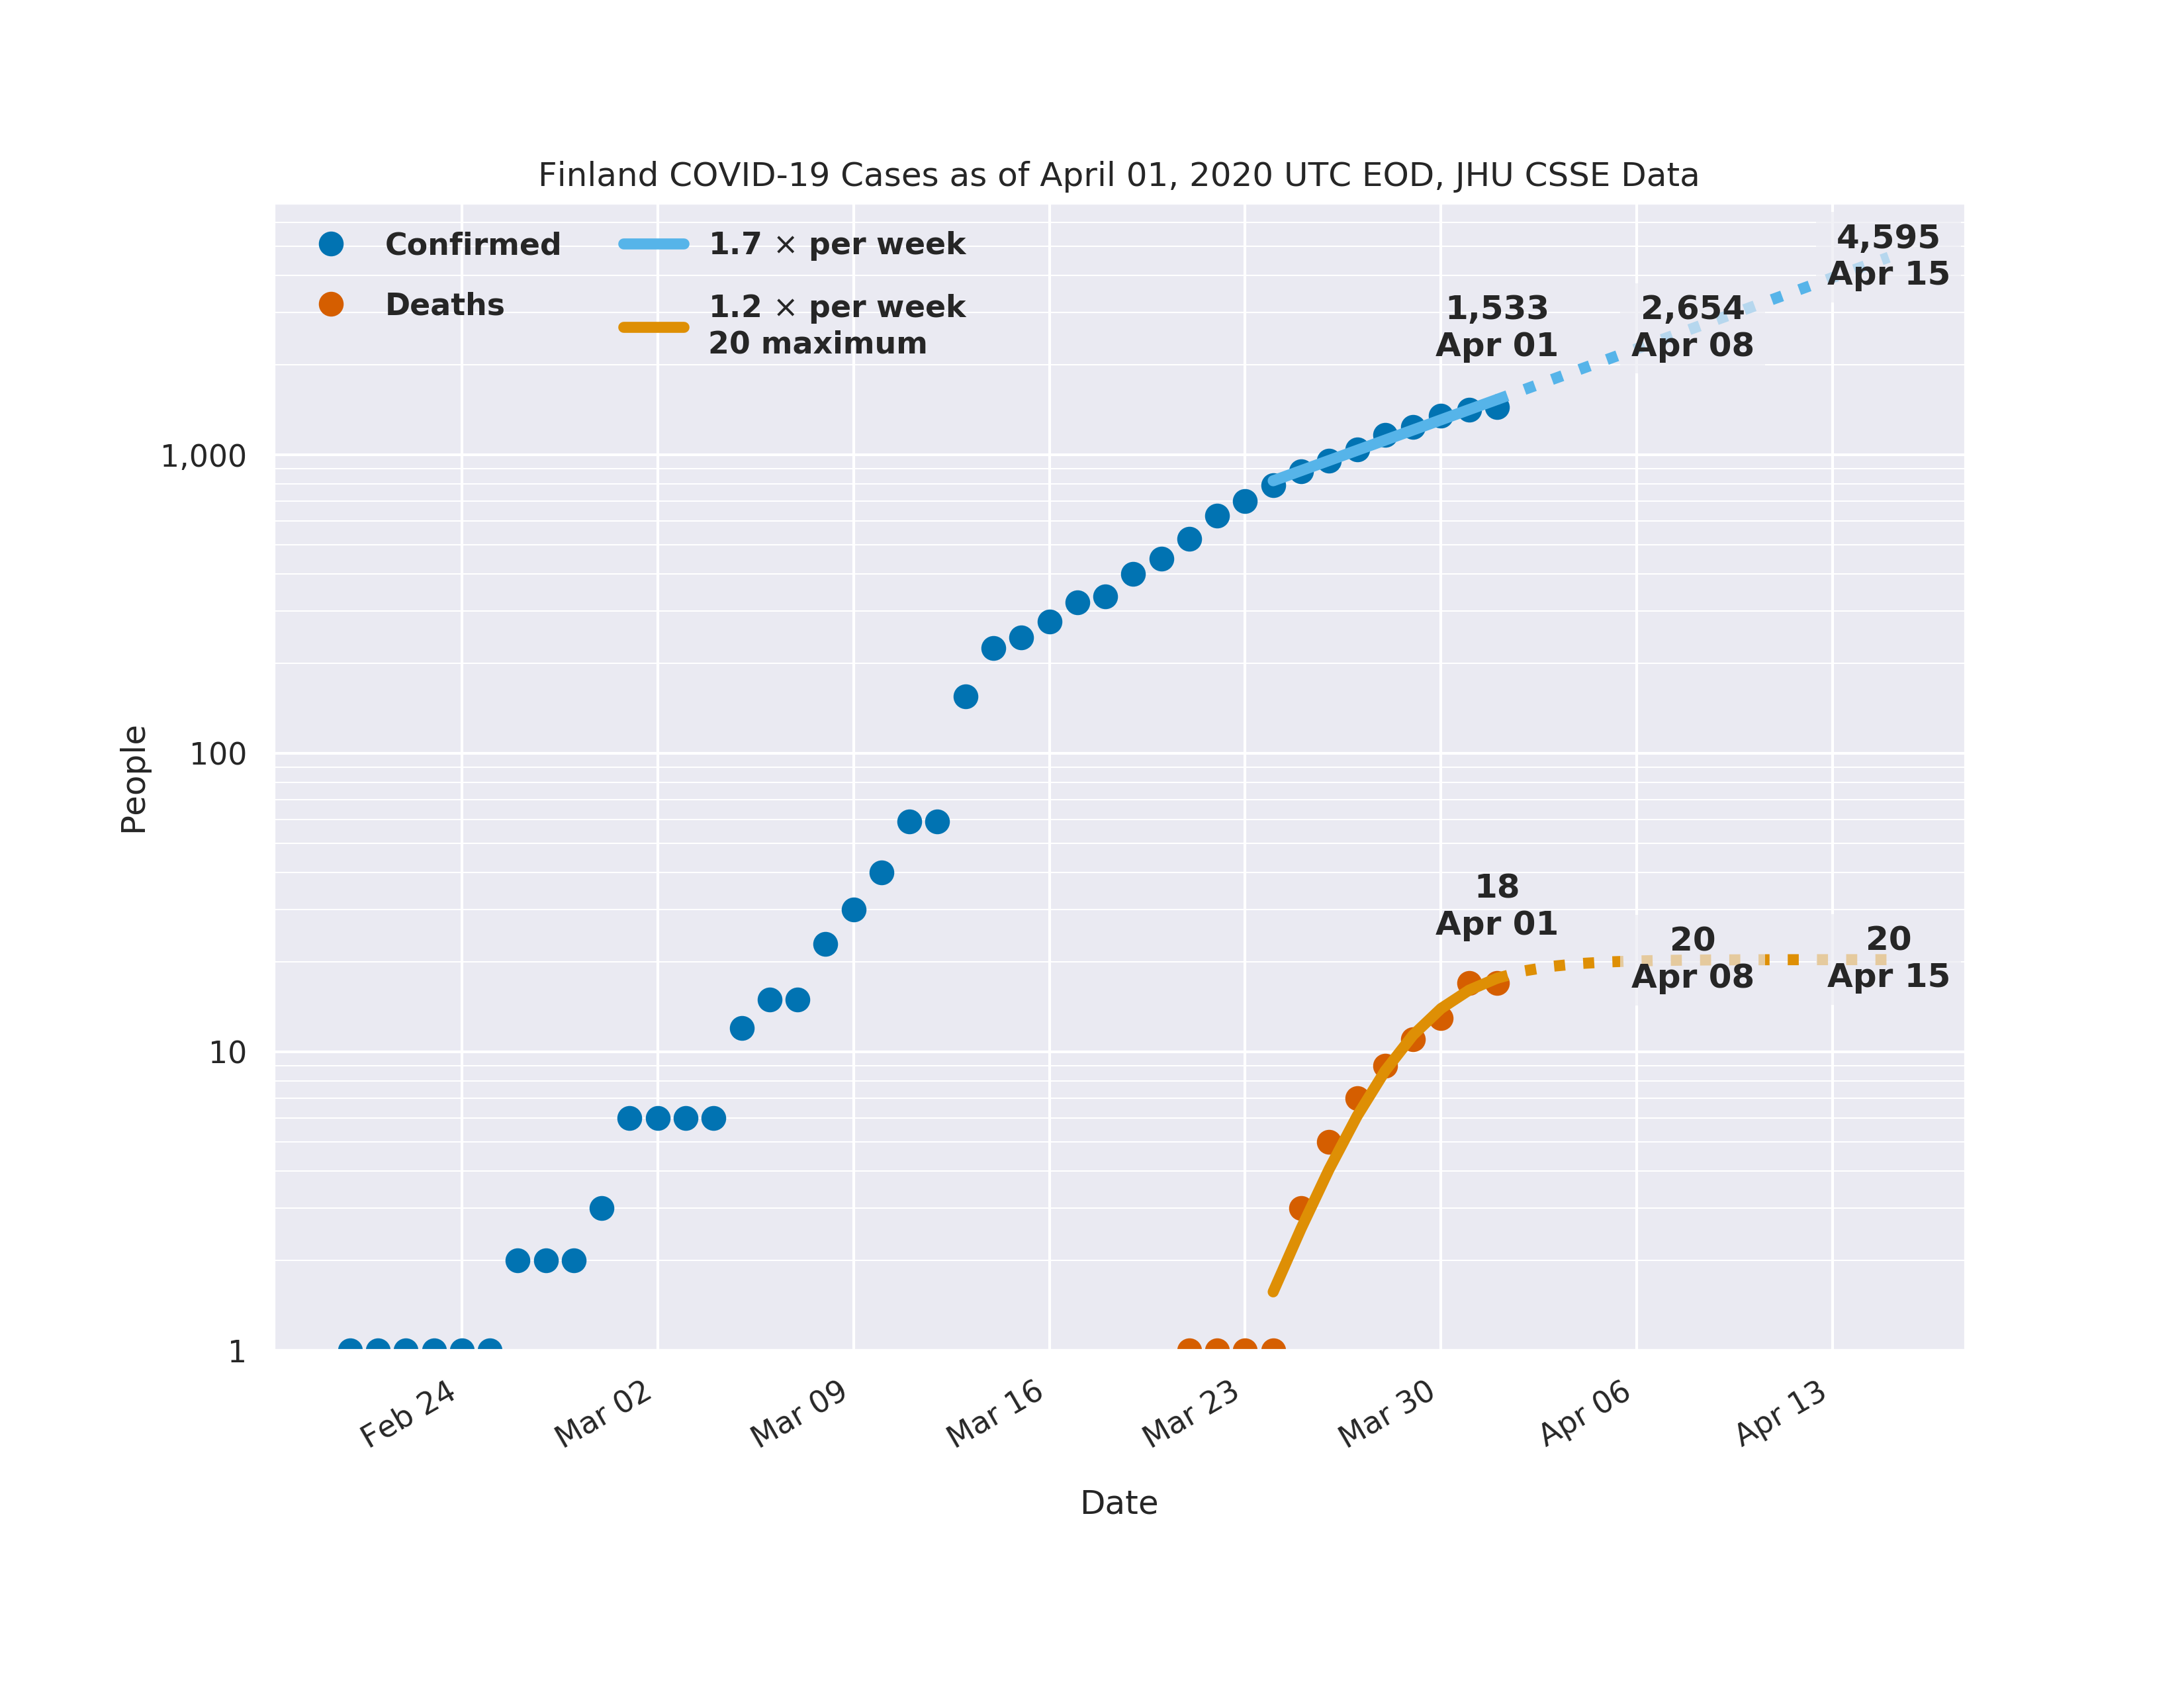 Finland COVID-19 Cases as of April 01, 2020 UTC EOD, JHU CSSE Data
Confirmed
Deaths
1.7 × per week
1.2 × per week
20 maximum
4,595
Apr 15
1,533
Apr 01
2,654
Apr 08
18
Apr 01
20
Apr 08
20
Apr 15
People
1,000
100
10
1
Feb 24
Mar 02
Mar 09
Mar 16
Mar 23
Mar 30
Apr 06
Apr 13
Date